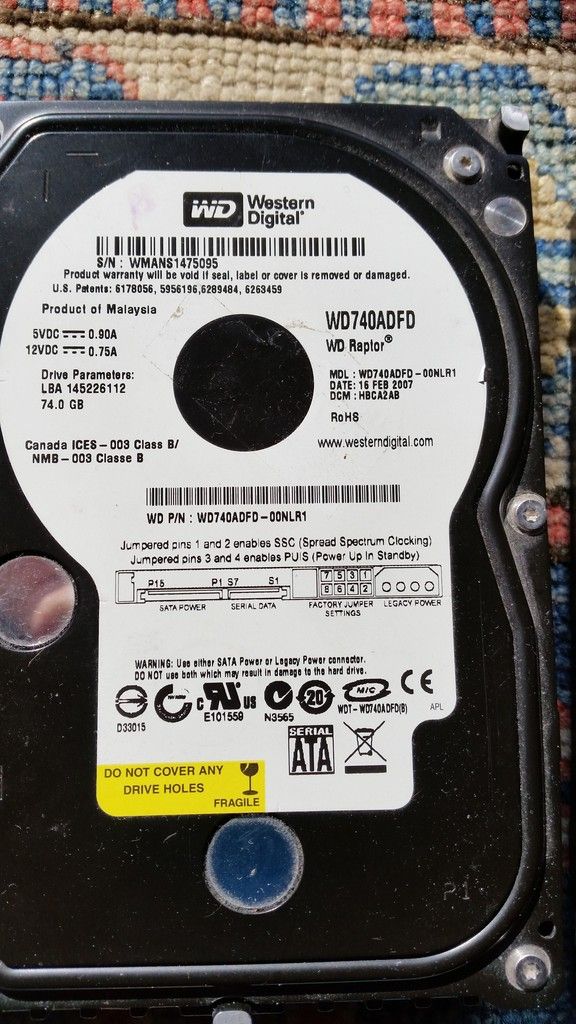 WD Western Digital®
S/N : WMANS1475095
Product warranty will be void if seal, label or cover is removed or damaged.
U.S. Patents: 6178056, 5956196,6289484, 6263459
Product of Malaysia
5VDC 0.90A
12VDC 0.75A
Drive Parameters:
LBA 145226112
74.0 GB
WD740ADFD
WD Raptor®
MDL : WD740ADFD-00NLR1
DATE: 16 FEB 2007
DCM : HBCA2AB
RoHS
www.westerndigital.com
Canada ICES-003 Class B/
NMB-003 Classe B
WD P/N : WD740ADFD-00NLR1
Jumpered pins 1 and 2 enables SSC (Spread Spectrum Clocking)
Jumpered pins 3 and 4 enables PUIS (Power Up In Standby)
P15 P1 S7 S1
7 5 3 1
8 6 4 2
SATA POWER SERIAL DATA FACTORY JUMPER SETTINGS LEGACY POWER
WARNING: Use either SATA Power or Legacy Power connector.
DO NOT use both which may result in damage to the hard drive.
D33015
c RU US
E101559
N3565
20
MIC
WDT-WD740ADFD(B)
CE
APL
SERIAL
ATA
DO NOT COVER ANY
DRIVE HOLES
FRAGILE
P1